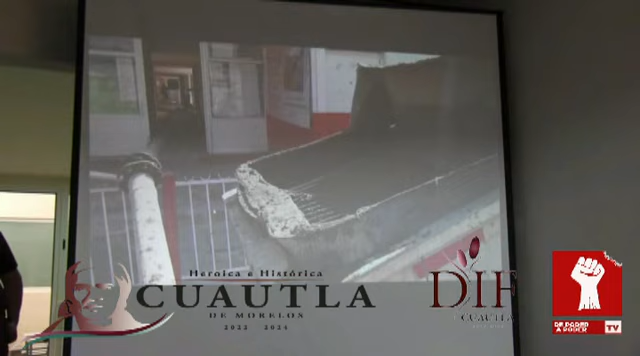 Heroica e Histórica
CUAUTLA
DE MORELOS
2022 2024
DIF
CUAUTLA
DE PODER
A PODER
TV